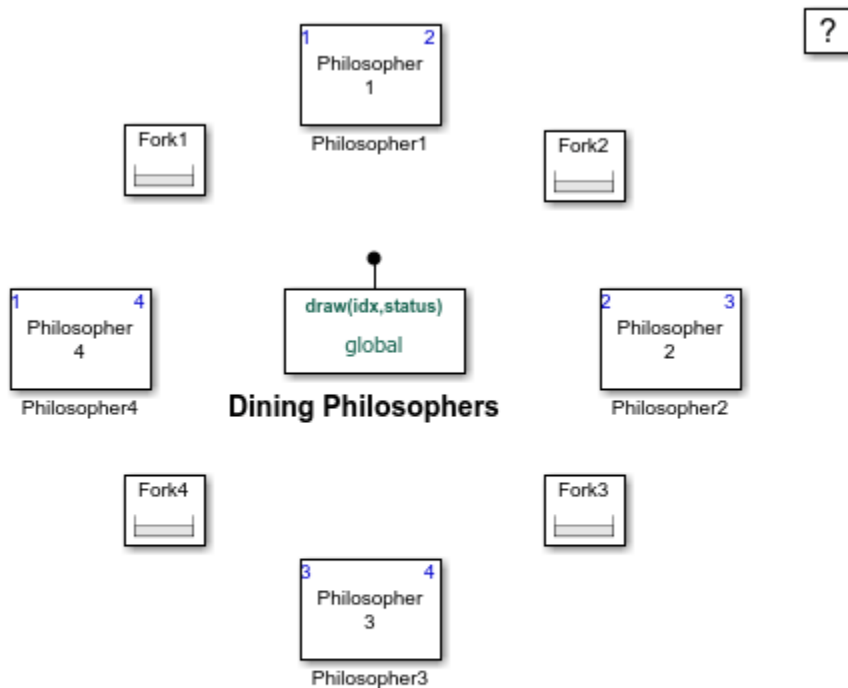 ?
1 2
Philosopher
1
Philosopher1
Fork1
Fork2
draw(idx,status)
global
Dining Philosophers
1 4
Philosopher
4
Philosopher4
2 3
Philosopher
2
Philosopher2
Fork4
Fork3
3 4
Philosopher
3
Philosopher3